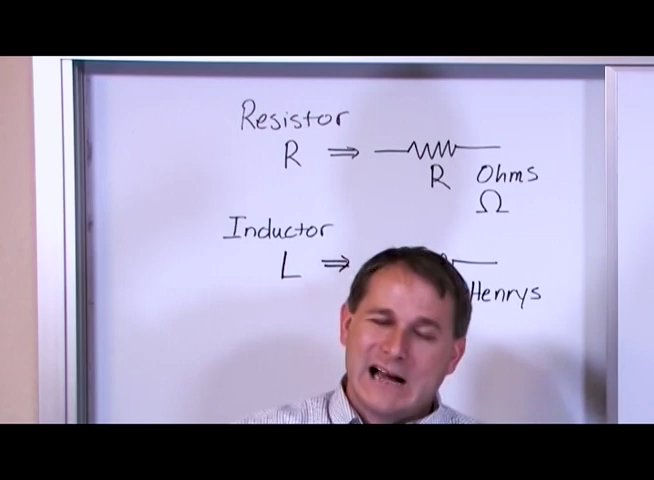 Resistor
R ⇒ R Ohms
Ω
Inductor
L ⇒ Henrys